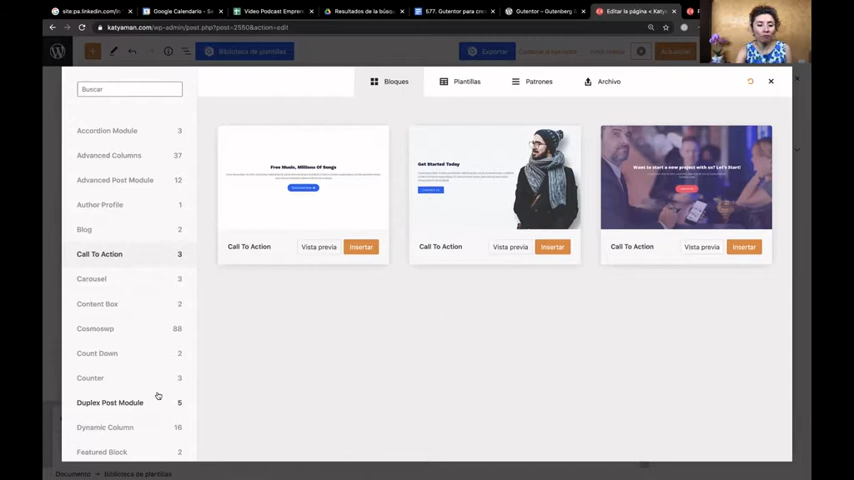 site:pa.linkedin.com/in/
Google Calendario - S
Video Podcast Empre
Resultados de la búsq
577. Gutentor para crea
Gutentor – Gutenberg B
Editar la página < Katy
katyaman.com/wp-admin/post.php?post=2550&action=edit
Biblioteca de plantillas
Exportar
Cambiar a borrador
Actualizar
Buscar
Bloques
Plantillas
Patrones
Archivo
Accordion Module 3
Advanced Columns 37
Advanced Post Module 12
Author Profile 1
Blog 2
Call To Action 3
Carousel 3
Content Box 2
Cosmoswp 88
Count Down 2
Counter 3
Duplex Post Module 5
Dynamic Column 16
Featured Block 2
Free Music, Millions Of Songs
Call To Action
Vista previa
Insertar
Get Started Today
Call To Action
Vista previa
Insertar
Want to start a new project with us? Let's Start!
Call To Action
Vista previa
Insertar
Documento → Biblioteca de plantillas